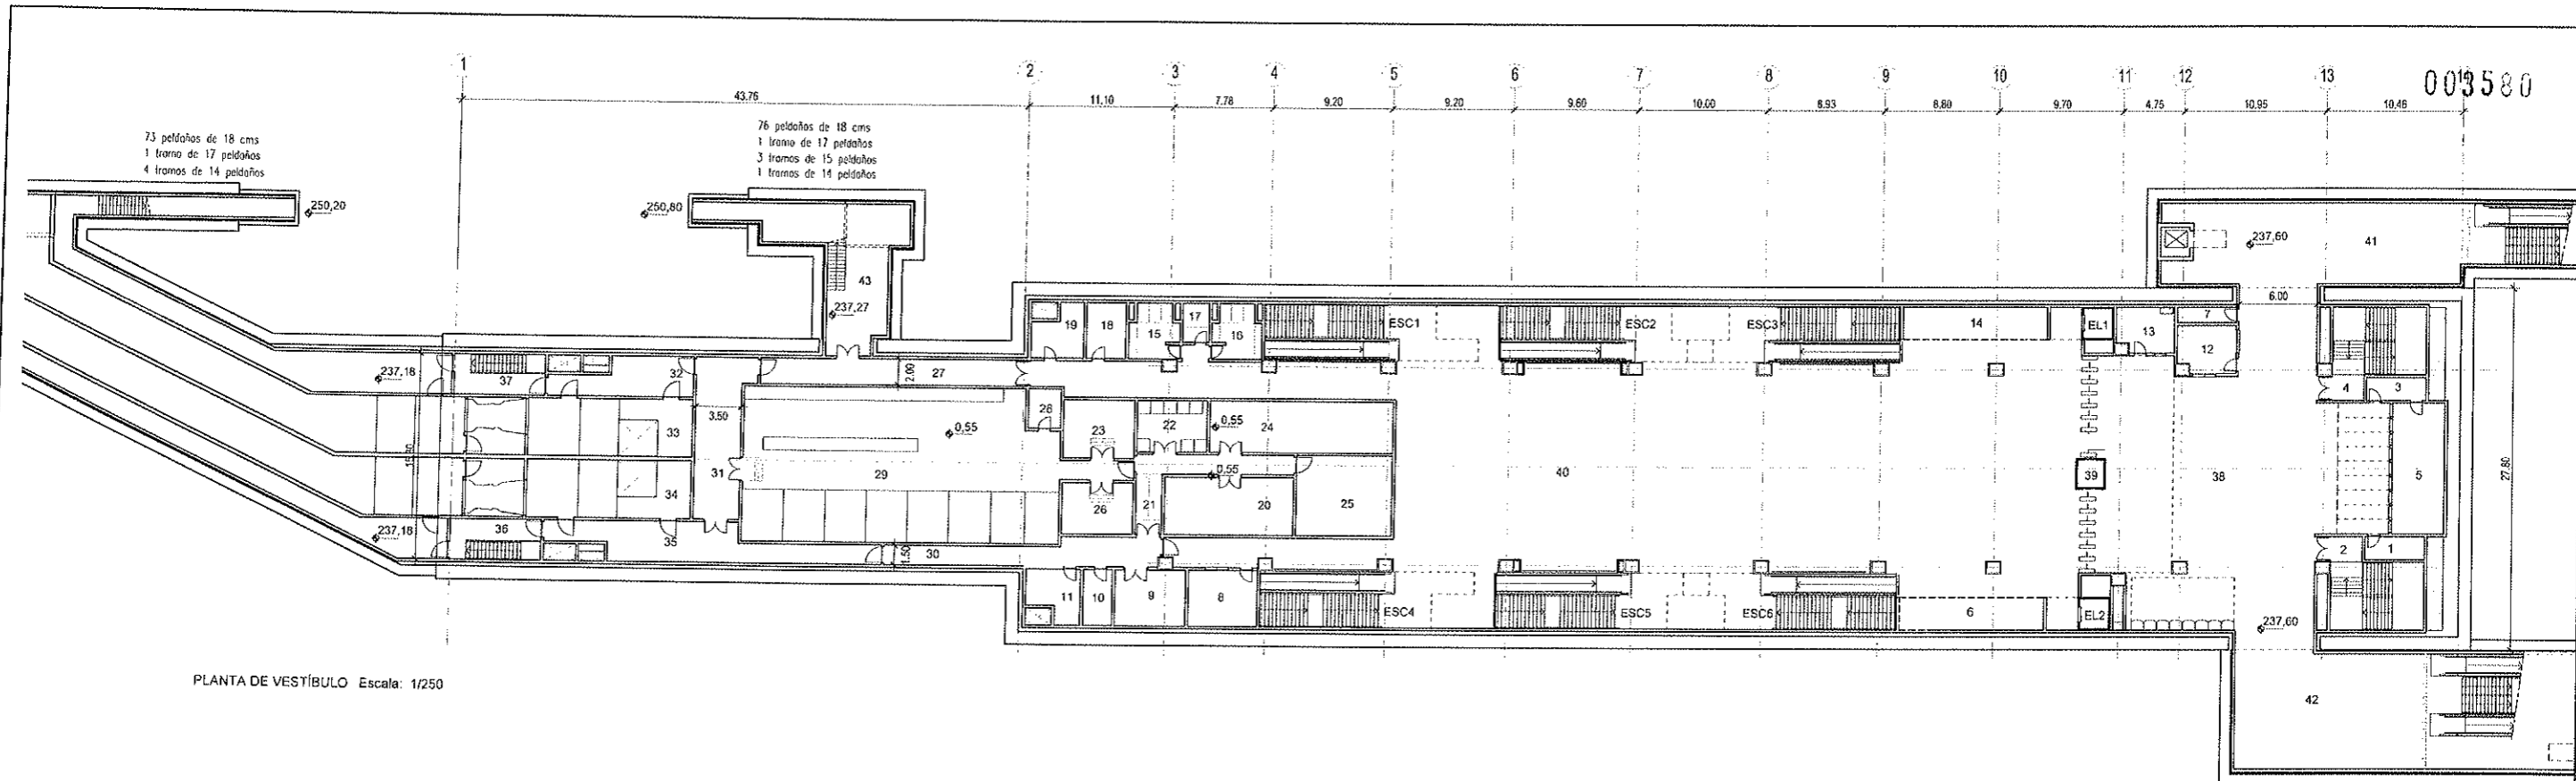 1 2 3 4 5 6 7 8 9 10 11 12 13
003580
43.76 11.10 7.78 9.20 9.20 9.60 10.00 8.93 8.80 9.70 4.75 10.95 10.46
73 peldaños de 18 cms
1 tramo de 17 peldaños
4 tramos de 14 peldaños
76 peldaños de 18 cms
1 tramo de 17 peldaños
3 tramos de 15 peldaños
1 tramos de 14 peldaños
250,20
250,80
237,60 41
43
237,27
6.00
19 18 15 17 16 ESC1 ESC2 ESC3 14 EL1 13 7
12
237,18 37 32 2.00 27
4 3
3.50 28
33 0,55 23 22 0,55 24
31 29 0,55 40 39 38 5 27.80
34 26 21 20 25
237,18 36 35 30 1.50
2 1
11 10 9 8 ESC4 ESC5 ESC6 6 EL2
237,60
42
PLANTA DE VESTÍBULO Escala: 1/250